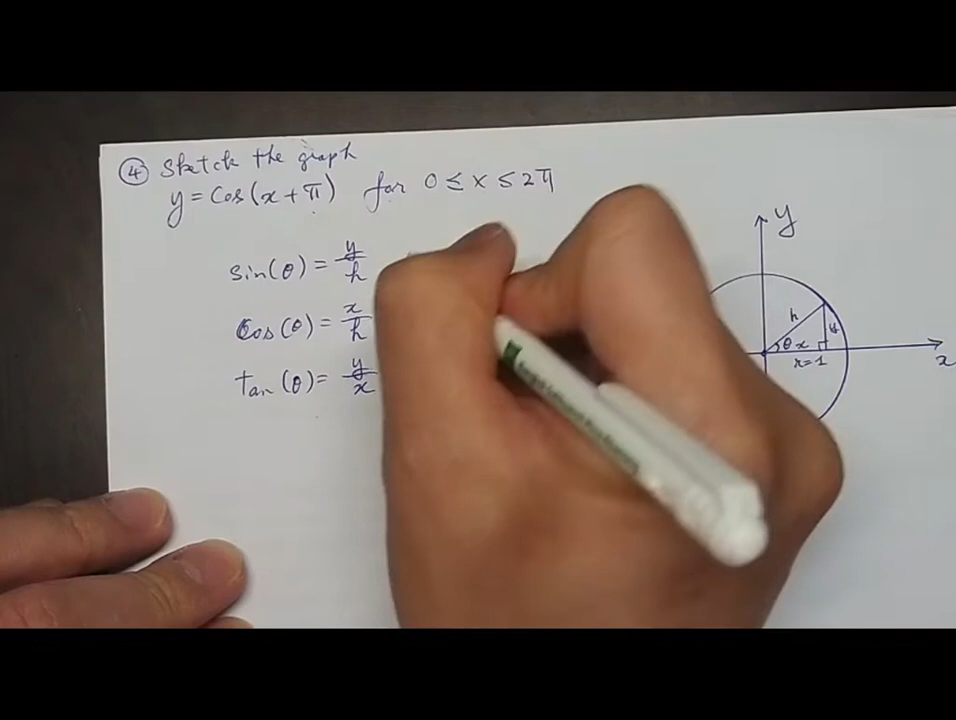 ④ Sketch the graph
y = Cos(x + π) for 0 ≤ x ≤ 2π
sin(θ) = y/h
Cos(θ) = x/h
tan(θ) = y/x
y
h
y
θ x
r=1
x